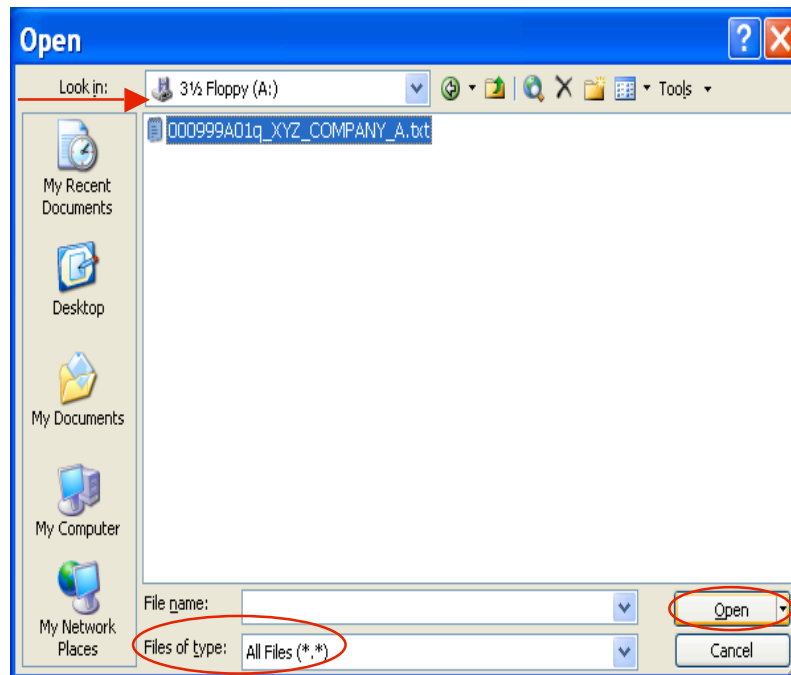 Open
Look in:
3½ Floppy (A:)
Tools
000999A01q_XYZ_COMPANY_A.txt
My Recent
Documents
Desktop
My Documents
My Computer
My Network
Places
File name:
Open
Files of type:
All Files (*.*)
Cancel